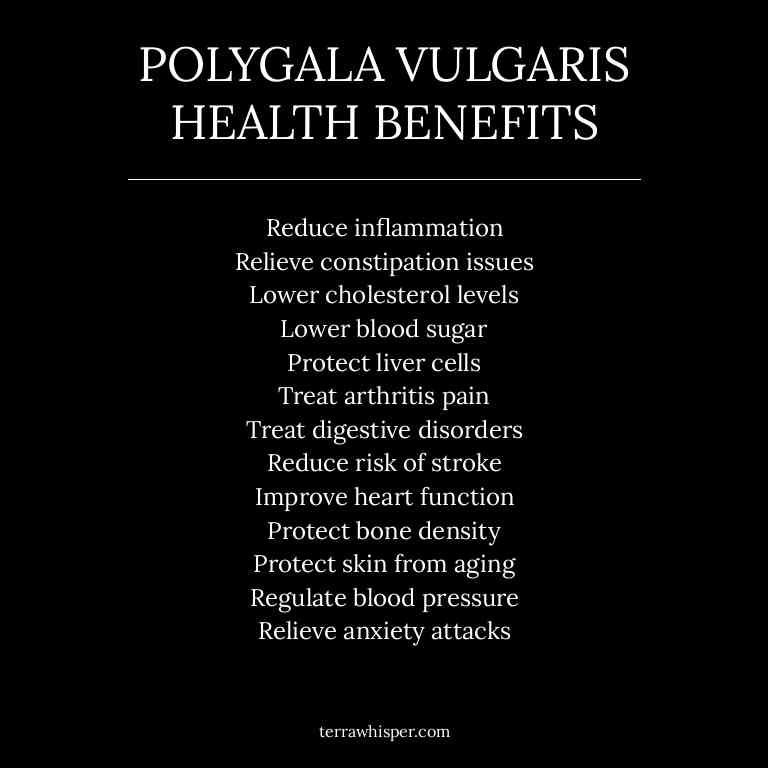 POLYGALA VULGARIS
HEALTH BENEFITS
Reduce inflammation
Relieve constipation issues
Lower cholesterol levels
Lower blood sugar
Protect liver cells
Treat arthritis pain
Treat digestive disorders
Reduce risk of stroke
Improve heart function
Protect bone density
Protect skin from aging
Regulate blood pressure
Relieve anxiety attacks
terrawhisper.com